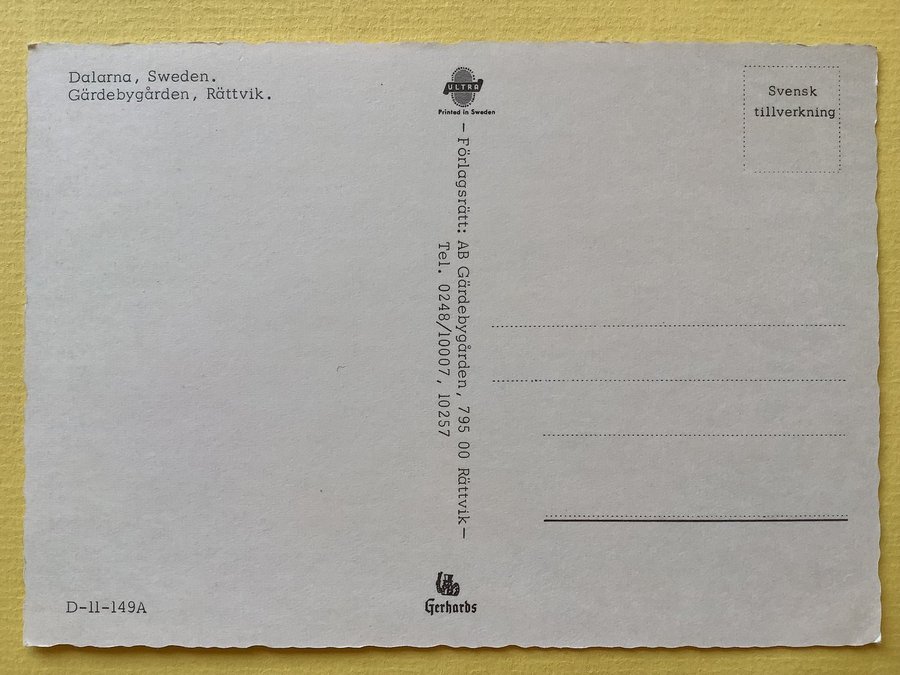 Dalarna, Sweden.
Gärdebygården, Rättvik.
ULTRA
Printed in Sweden
Svensk
tillverkning
— Förlagsrätt: AB Gärdebygården, 795 00 Rättvik—
Tel. 0248/10007, 10257
D-11-149A
Gerhards